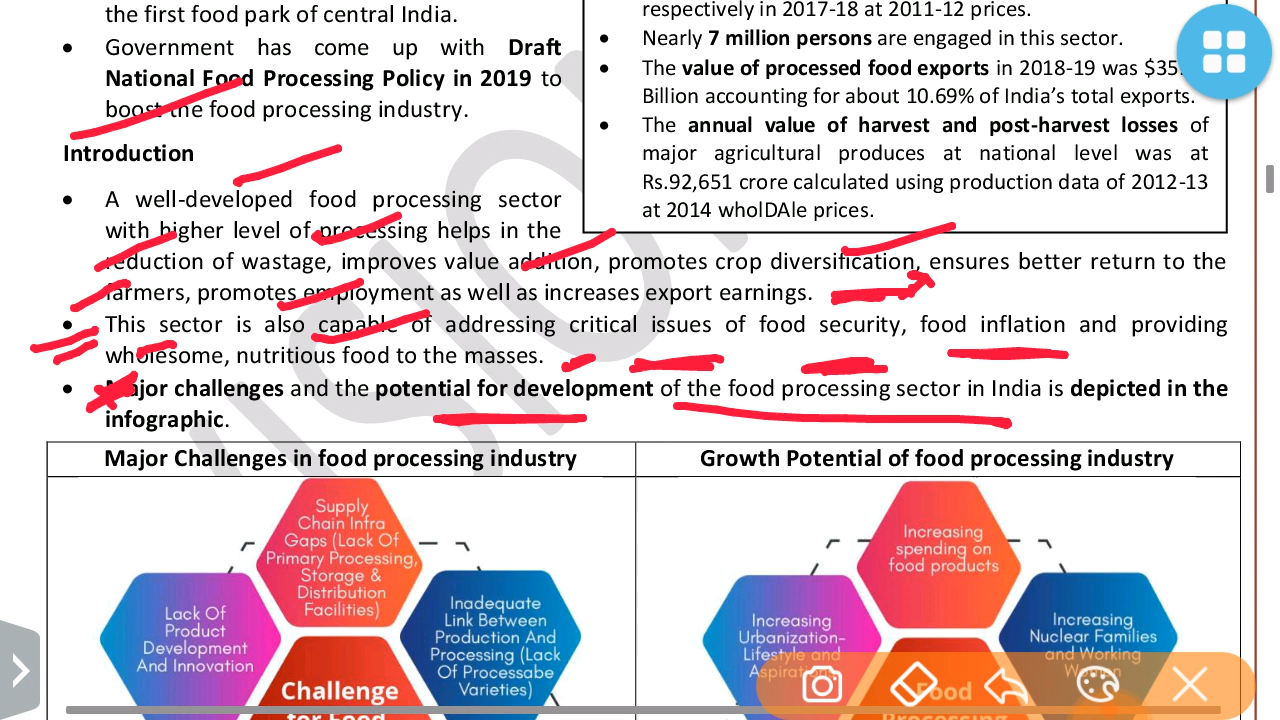 the first food park of central India.
Government has come up with Draft
National Food Processing Policy in 2019 to
boost the food processing industry.
Introduction
A well-developed food processing sector
with higher level of processing helps in the
reduction of wastage, improves value addition, promotes crop diversification, ensures better return to the
farmers, promotes employment as well as increases export earnings.
This sector is also capable of addressing critical issues of food security, food inflation and providing
wholesome, nutritious food to the masses.
Major challenges and the potential for development of the food processing sector in India is depicted in the
infographic.
respectively in 2017-18 at 2011-12 prices.
Nearly 7 million persons are engaged in this sector.
The value of processed food exports in 2018-19 was $35.
Billion accounting for about 10.69% of India's total exports.
The annual value of harvest and post-harvest losses of
major agricultural produces at national level was at
Rs.92,651 crore calculated using production data of 2012-13
at 2014 wholDAle prices.
Major Challenges in food processing industry
Supply
Chain Infra
Gaps (Lack Of
Primary Processing,
Storage &
Distribution
Facilities)
Lack Of
Product
Development
And Innovation
Inadequate
Link Between
Production And
Processing (Lack
Of Processabe
Varieties)
Challenge
for Food
Growth Potential of food processing industry
Increasing
spending on
food products
Increasing
Urbanization-
Lifestyle and
Aspirations
Increasing
Nuclear Families
and Working
Women
Food
Processing